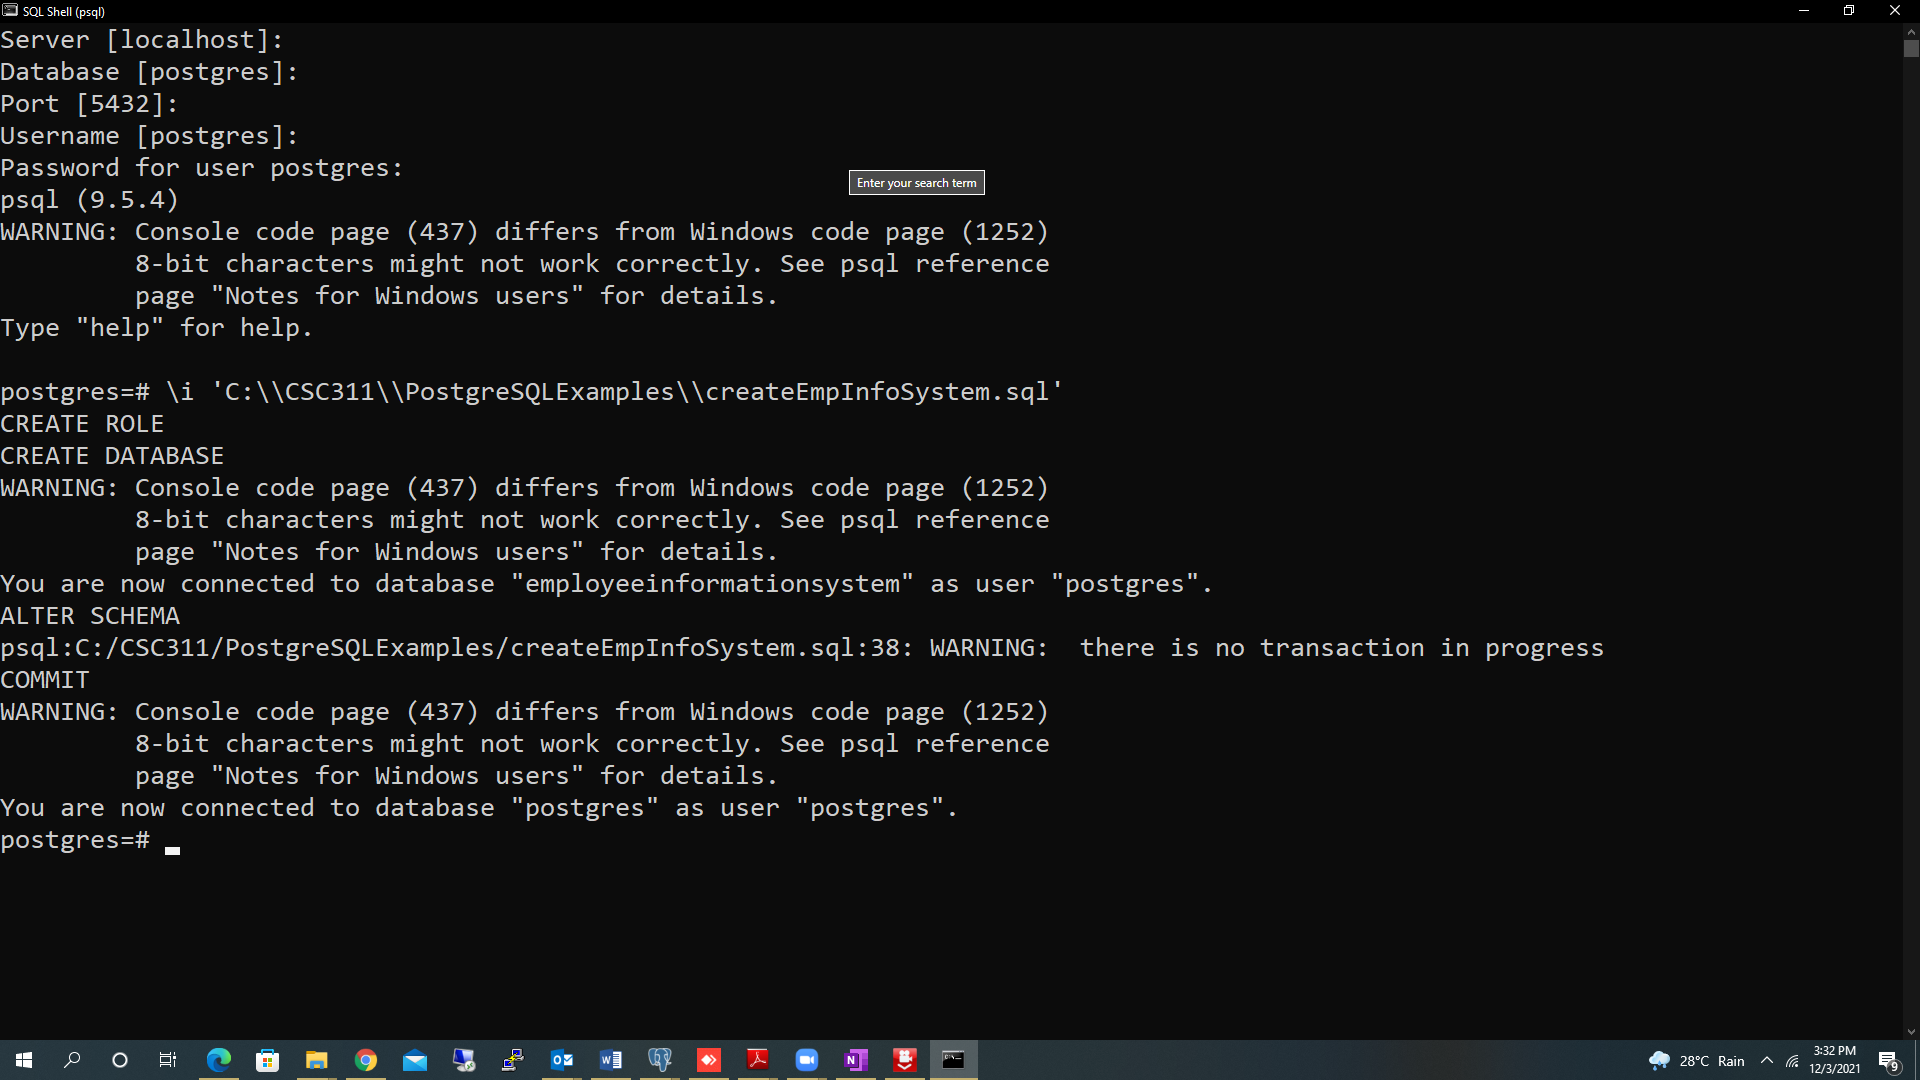 SQL Shell (psql)
Server [localhost]:
Database [postgres]:
Port [5432]:
Username [postgres]:
Password for user postgres:
Enter your search term
psql (9.5.4)
WARNING: Console code page (437) differs from Windows code page (1252)
         8-bit characters might not work correctly. See psql reference
         page "Notes for Windows users" for details.
Type "help" for help.

postgres=# \i 'C:\\CSC311\\PostgreSQLExamples\\createEmpInfoSystem.sql'
CREATE ROLE
CREATE DATABASE
WARNING: Console code page (437) differs from Windows code page (1252)
         8-bit characters might not work correctly. See psql reference
         page "Notes for Windows users" for details.
You are now connected to database "employeeinformationsystem" as user "postgres".
ALTER SCHEMA
psql:C:/CSC311/PostgreSQLExamples/createEmpInfoSystem.sql:38: WARNING:  there is no transaction in progress
COMMIT
WARNING: Console code page (437) differs from Windows code page (1252)
         8-bit characters might not work correctly. See psql reference
         page "Notes for Windows users" for details.
You are now connected to database "postgres" as user "postgres".
postgres=#
28°C Rain
3:32 PM
12/3/2021
9